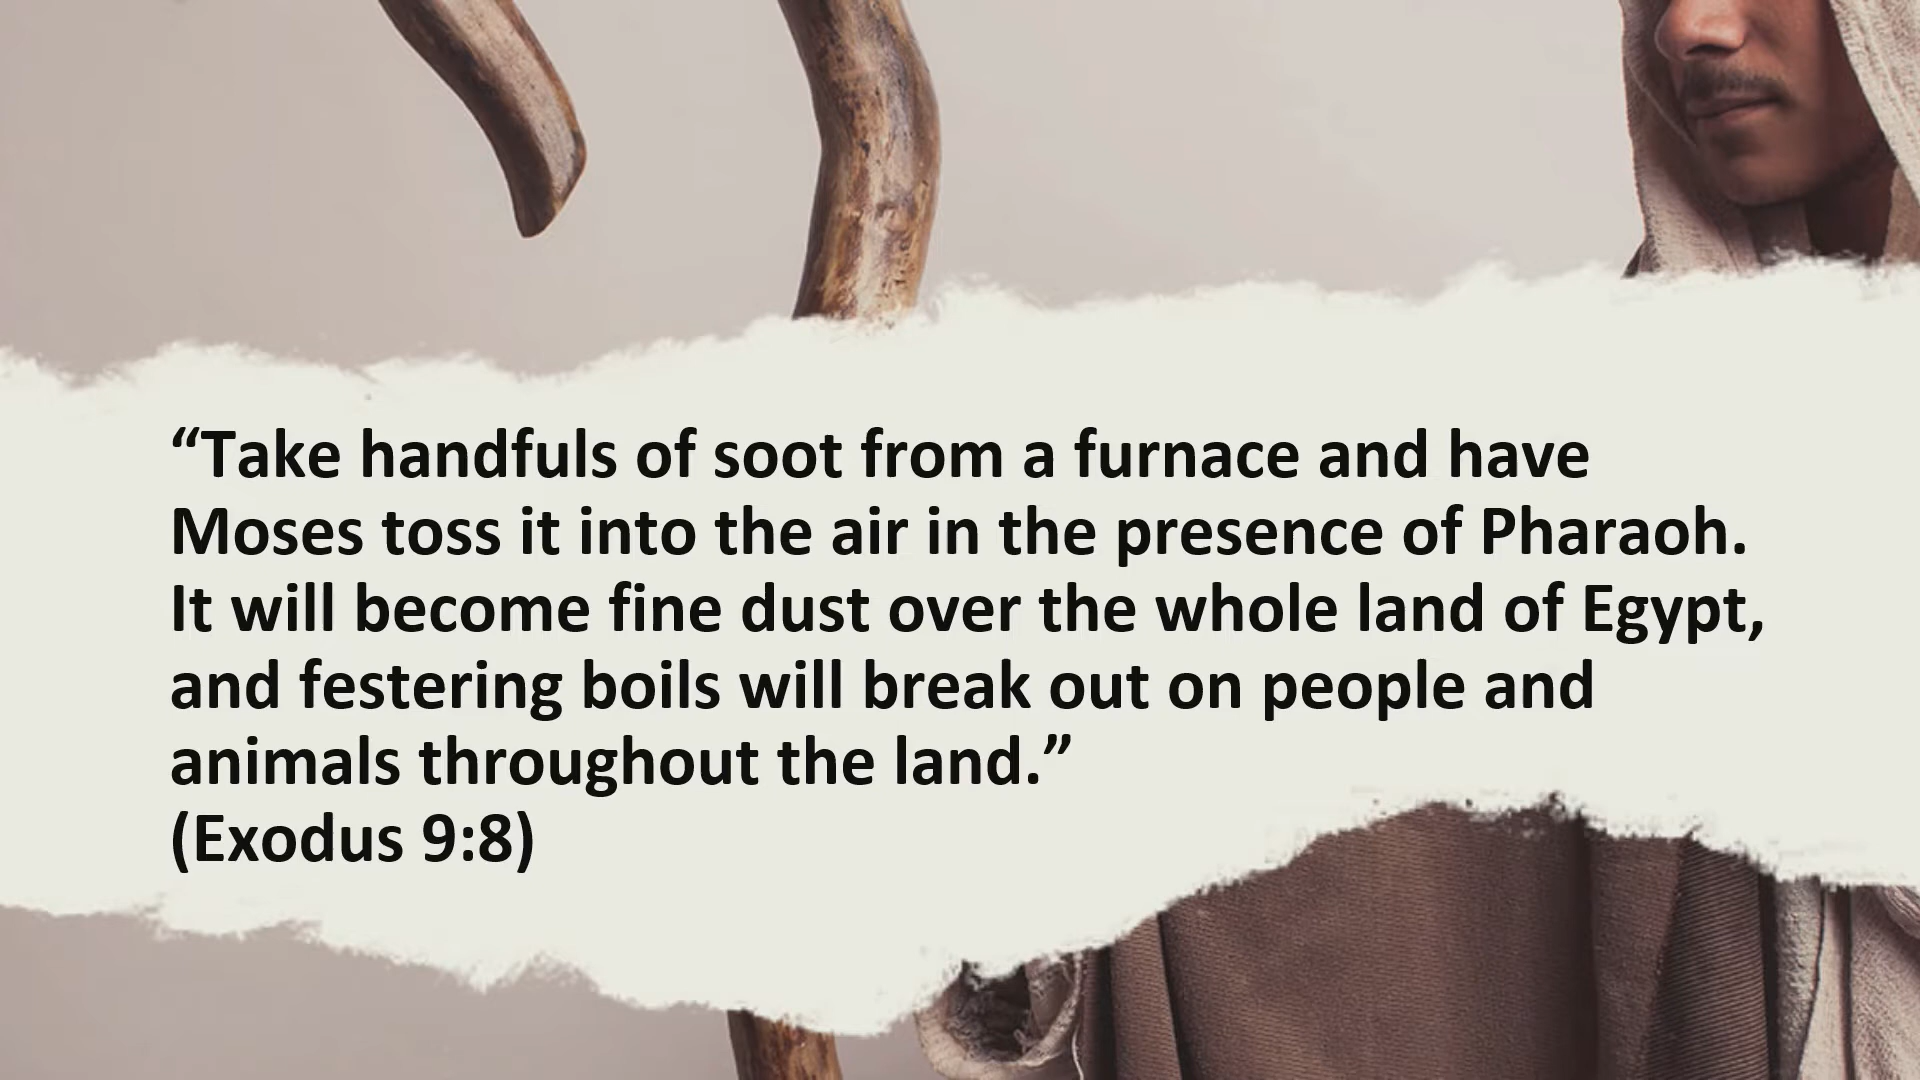 “Take handfuls of soot from a furnace and have
Moses toss it into the air in the presence of Pharaoh.
It will become fine dust over the whole land of Egypt,
and festering boils will break out on people and
animals throughout the land.”
(Exodus 9:8)